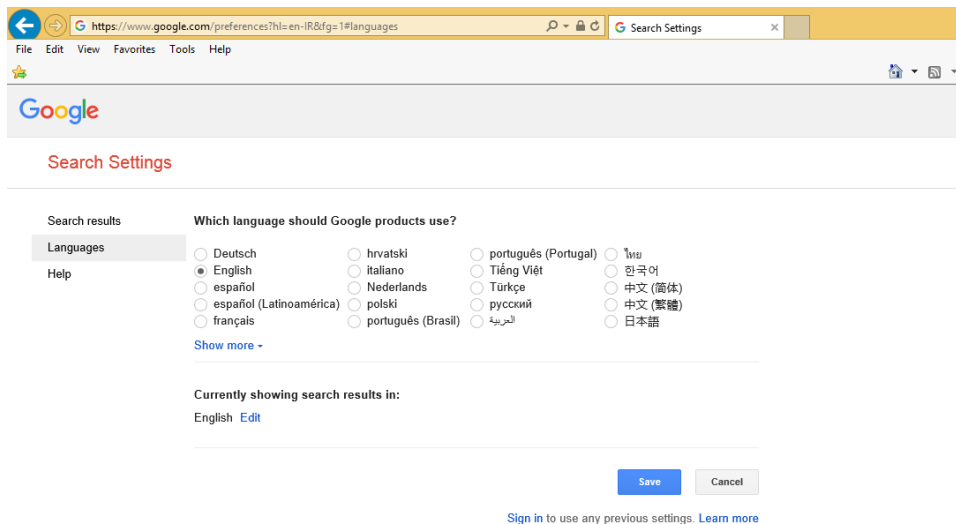 https://www.google.com/preferences?hl=en-IR&fg=1#languages
Search Settings
File Edit View Favorites Tools Help
Google
Search Settings
Search results
Languages
Help
Which language should Google products use?
Deutsch hrvatski português (Portugal) ไทย
English italiano Tiếng Việt 한국어
español Nederlands Türkçe 中文 (简体)
español (Latinoamérica) polski русский 中文 (繁體)
français português (Brasil) العربية 日本語
Show more
Currently showing search results in:
English Edit
Save Cancel
Sign in to use any previous settings. Learn more